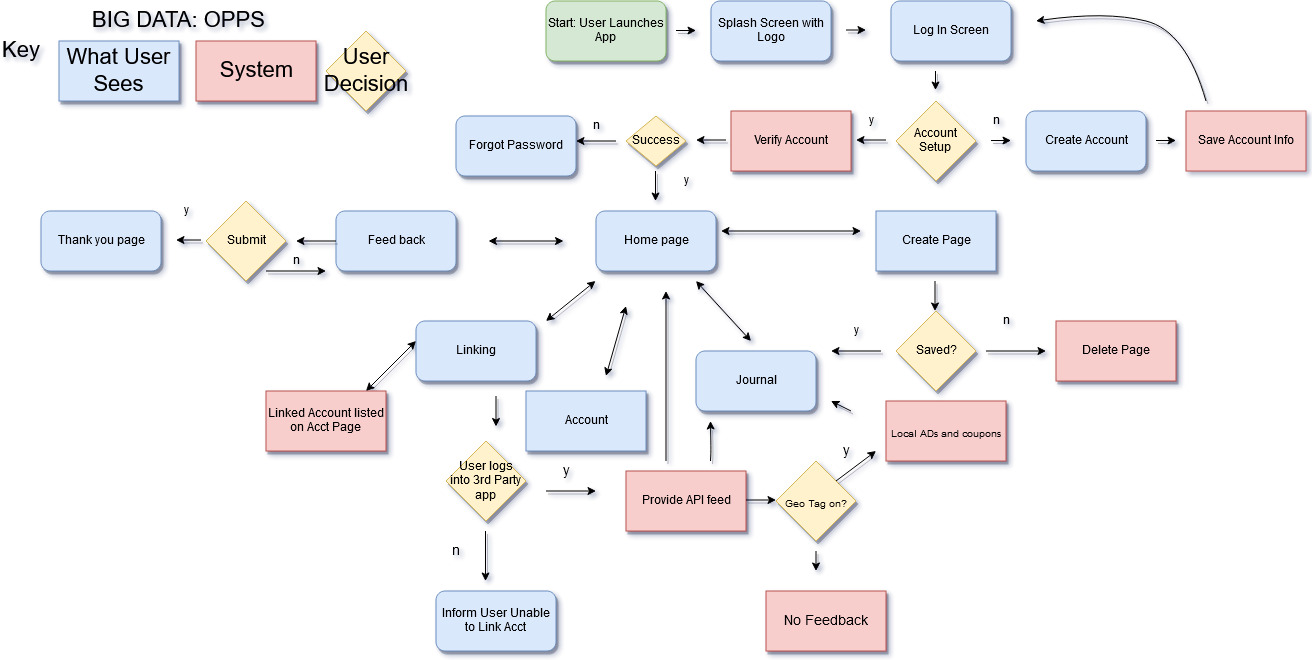 BIG DATA: OPPS
Key
What User
Sees
System
User
Decision
Start: User Launches
App
Splash Screen with
Logo
Log In Screen
Forgot Password
n
Success
y
Verify Account
y
Account
Setup
n
Create Account
Save Account Info
Thank you page
y
Submit
n
Feed back
Home page
Create Page
Linking
Journal
y
Saved?
n
Delete Page
Linked Account listed
on Acct Page
Account
Local ADs and coupons
User logs
into 3rd Party
app
y
Provide API feed
Geo Tag on?
y
n
Inform User Unable
to Link Acct
No Feedback